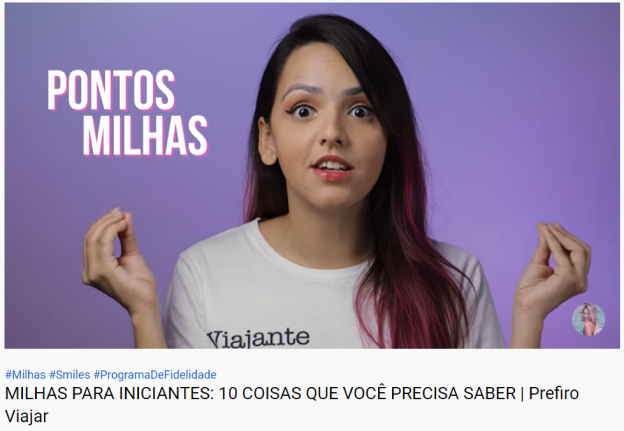 PONTOS
MILHAS
Viajante
#Milhas #Smiles #ProgramaDeFidelidade
MILHAS PARA INICIANTES: 10 COISAS QUE VOCÊ PRECISA SABER | Prefiro
Viajar